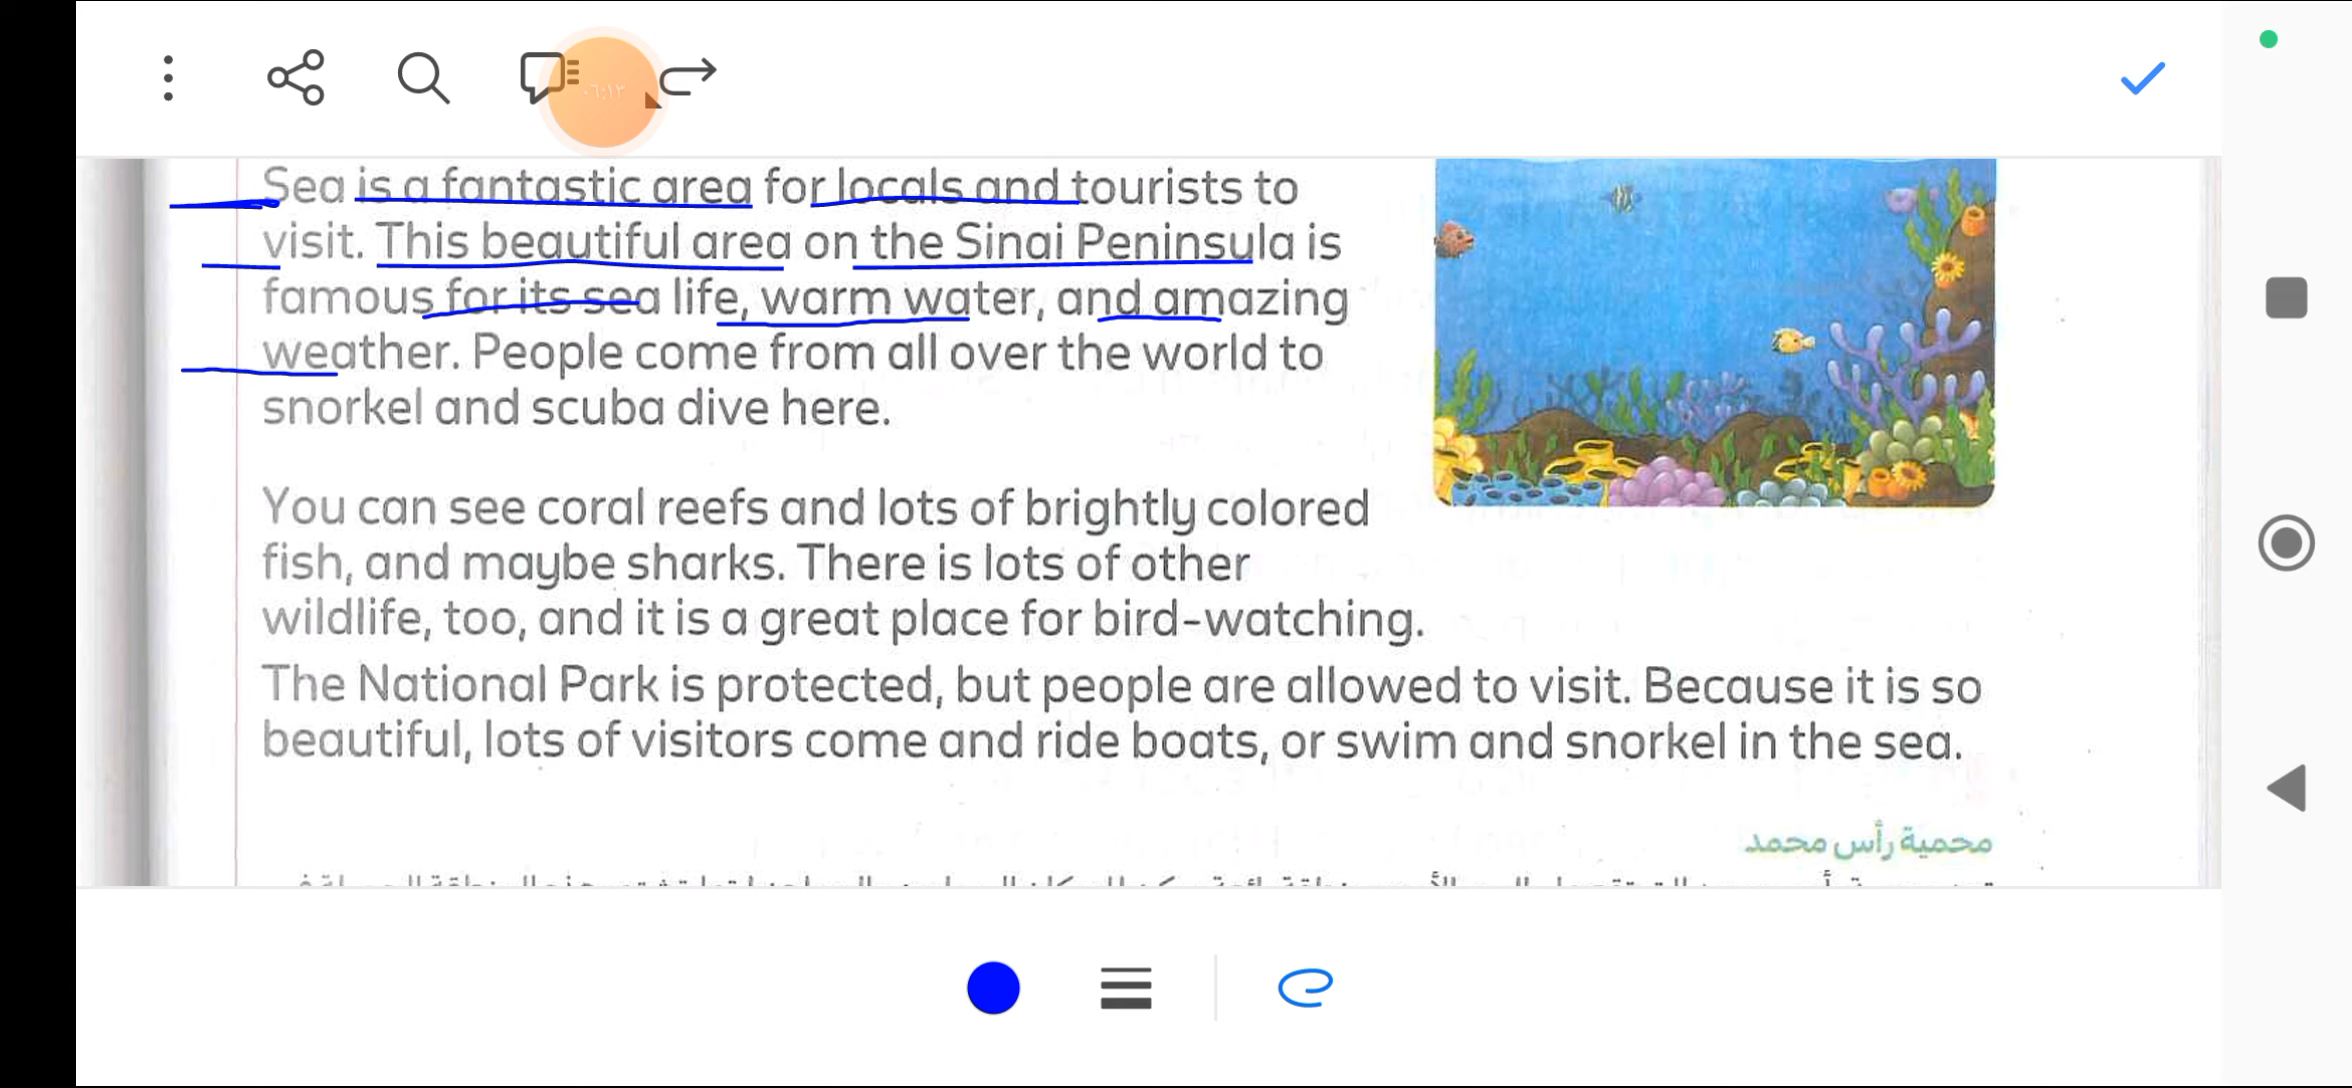 ٠٦:١٣
Sea is a fantastic area for locals and tourists to
visit. This beautiful area on the Sinai Peninsula is
famous for its sea life, warm water, and amazing
weather. People come from all over the world to
snorkel and scuba dive here.
You can see coral reefs and lots of brightly colored
fish, and maybe sharks. There is lots of other
wildlife, too, and it is a great place for bird-watching.
The National Park is protected, but people are allowed to visit. Because it is so
beautiful, lots of visitors come and ride boats, or swim and snorkel in the sea.
محمية رأس محمد